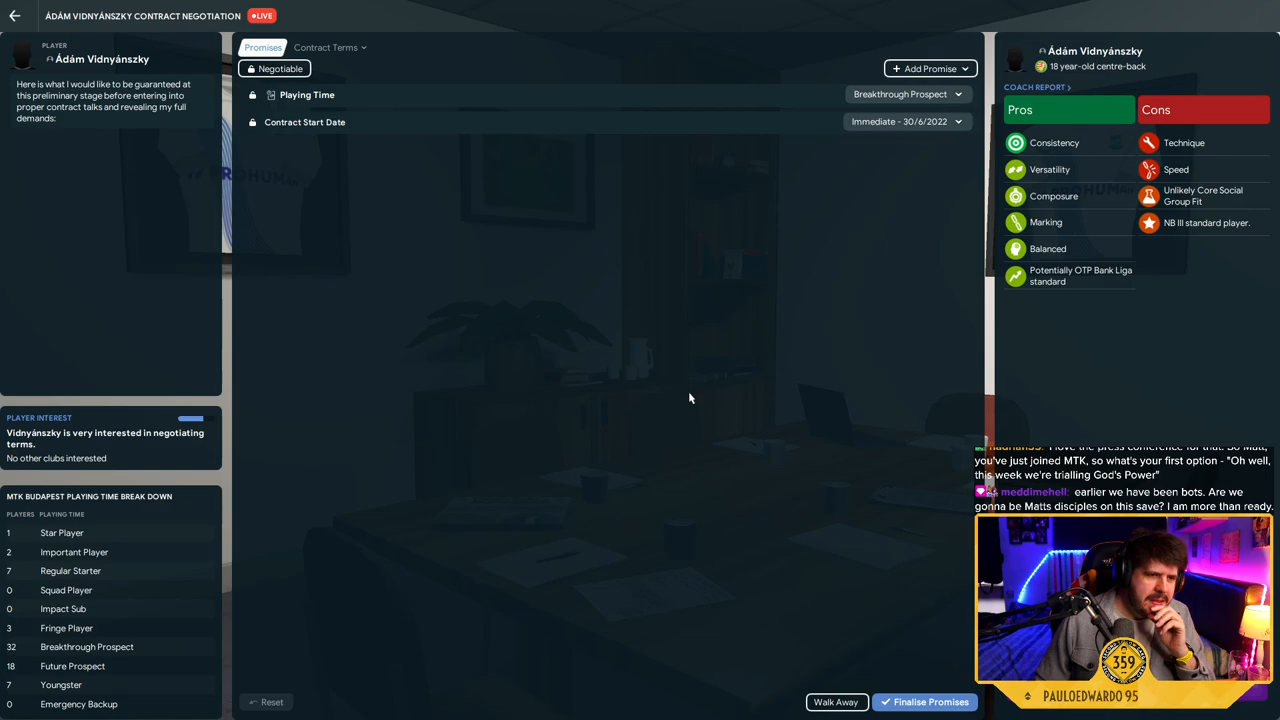 ÁDÁM VIDNYÁNSZKY CONTRACT NEGOTIATION
LIVE
PLAYER
Ádám Vidnyánszky
Here is what I would like to be guaranteed at
this preliminary stage before entering into
proper contract talks and revealing my full
demands:
PLAYER INTEREST
Vidnyánszky is very interested in negotiating
terms.
No other clubs interested
MTK BUDAPEST PLAYING TIME BREAK DOWN
PLAYERS PLAYING TIME
1 Star Player
2 Important Player
7 Regular Starter
0 Squad Player
0 Impact Sub
3 Fringe Player
32 Breakthrough Prospect
18 Future Prospect
7 Youngster
0 Emergency Backup
Promises Contract Terms
Negotiable
Add Promise
Playing Time Breakthrough Prospect
Contract Start Date Immediate - 30/6/2022
Reset
Walk Away
Finalise Promises
Ádám Vidnyánszky
18 year-old centre-back
COACH REPORT
Pros
Consistency
Versatility
Composure
Marking
Balanced
Potentially OTP Bank Liga
standard
Cons
Technique
Speed
Unlikely Core Social
Group Fit
NB III standard player.
I love the press conference for that. So Matt,
you've just joined MTK, so what's your first option - "Oh well,
this week we're trialling God's Power"
meddimehell: earlier we have been bots. Are we
gonna be Matts disciples on this save? I am more than ready.
359
PAULOEDWARDO 95